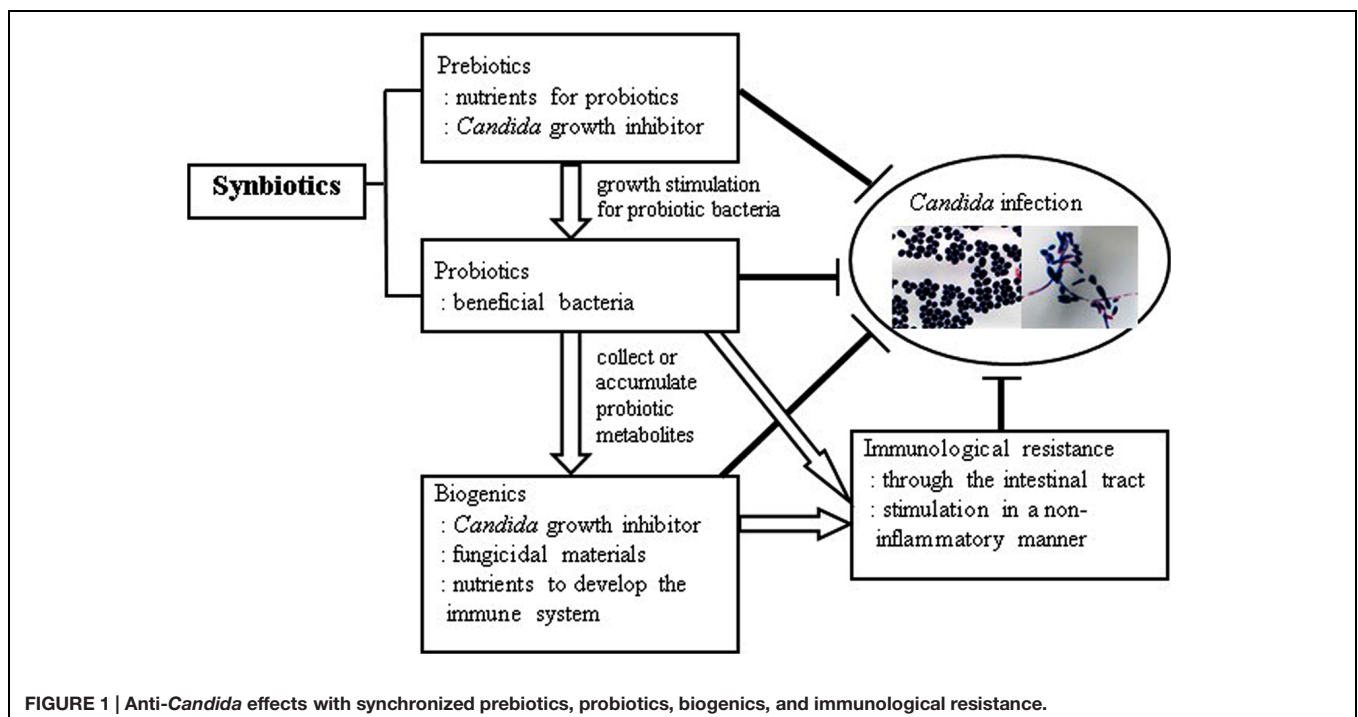 Prebiotics
: nutrients for probiotics
: Candida growth inhibitor
Synbiotics
growth stimulation
for probiotic bacteria
Candida infection
Probiotics
: beneficial bacteria
collect or
accumulate
probiotic
metabolites
Immunological resistance
: through the intestinal tract
: stimulation in a non-
inflammatory manner
Biogenics
: Candida growth inhibitor
: fungicidal materials
: nutrients to develop the
immune system
FIGURE 1 | Anti-Candida effects with synchronized prebiotics, probiotics, biogenics, and immunological resistance.